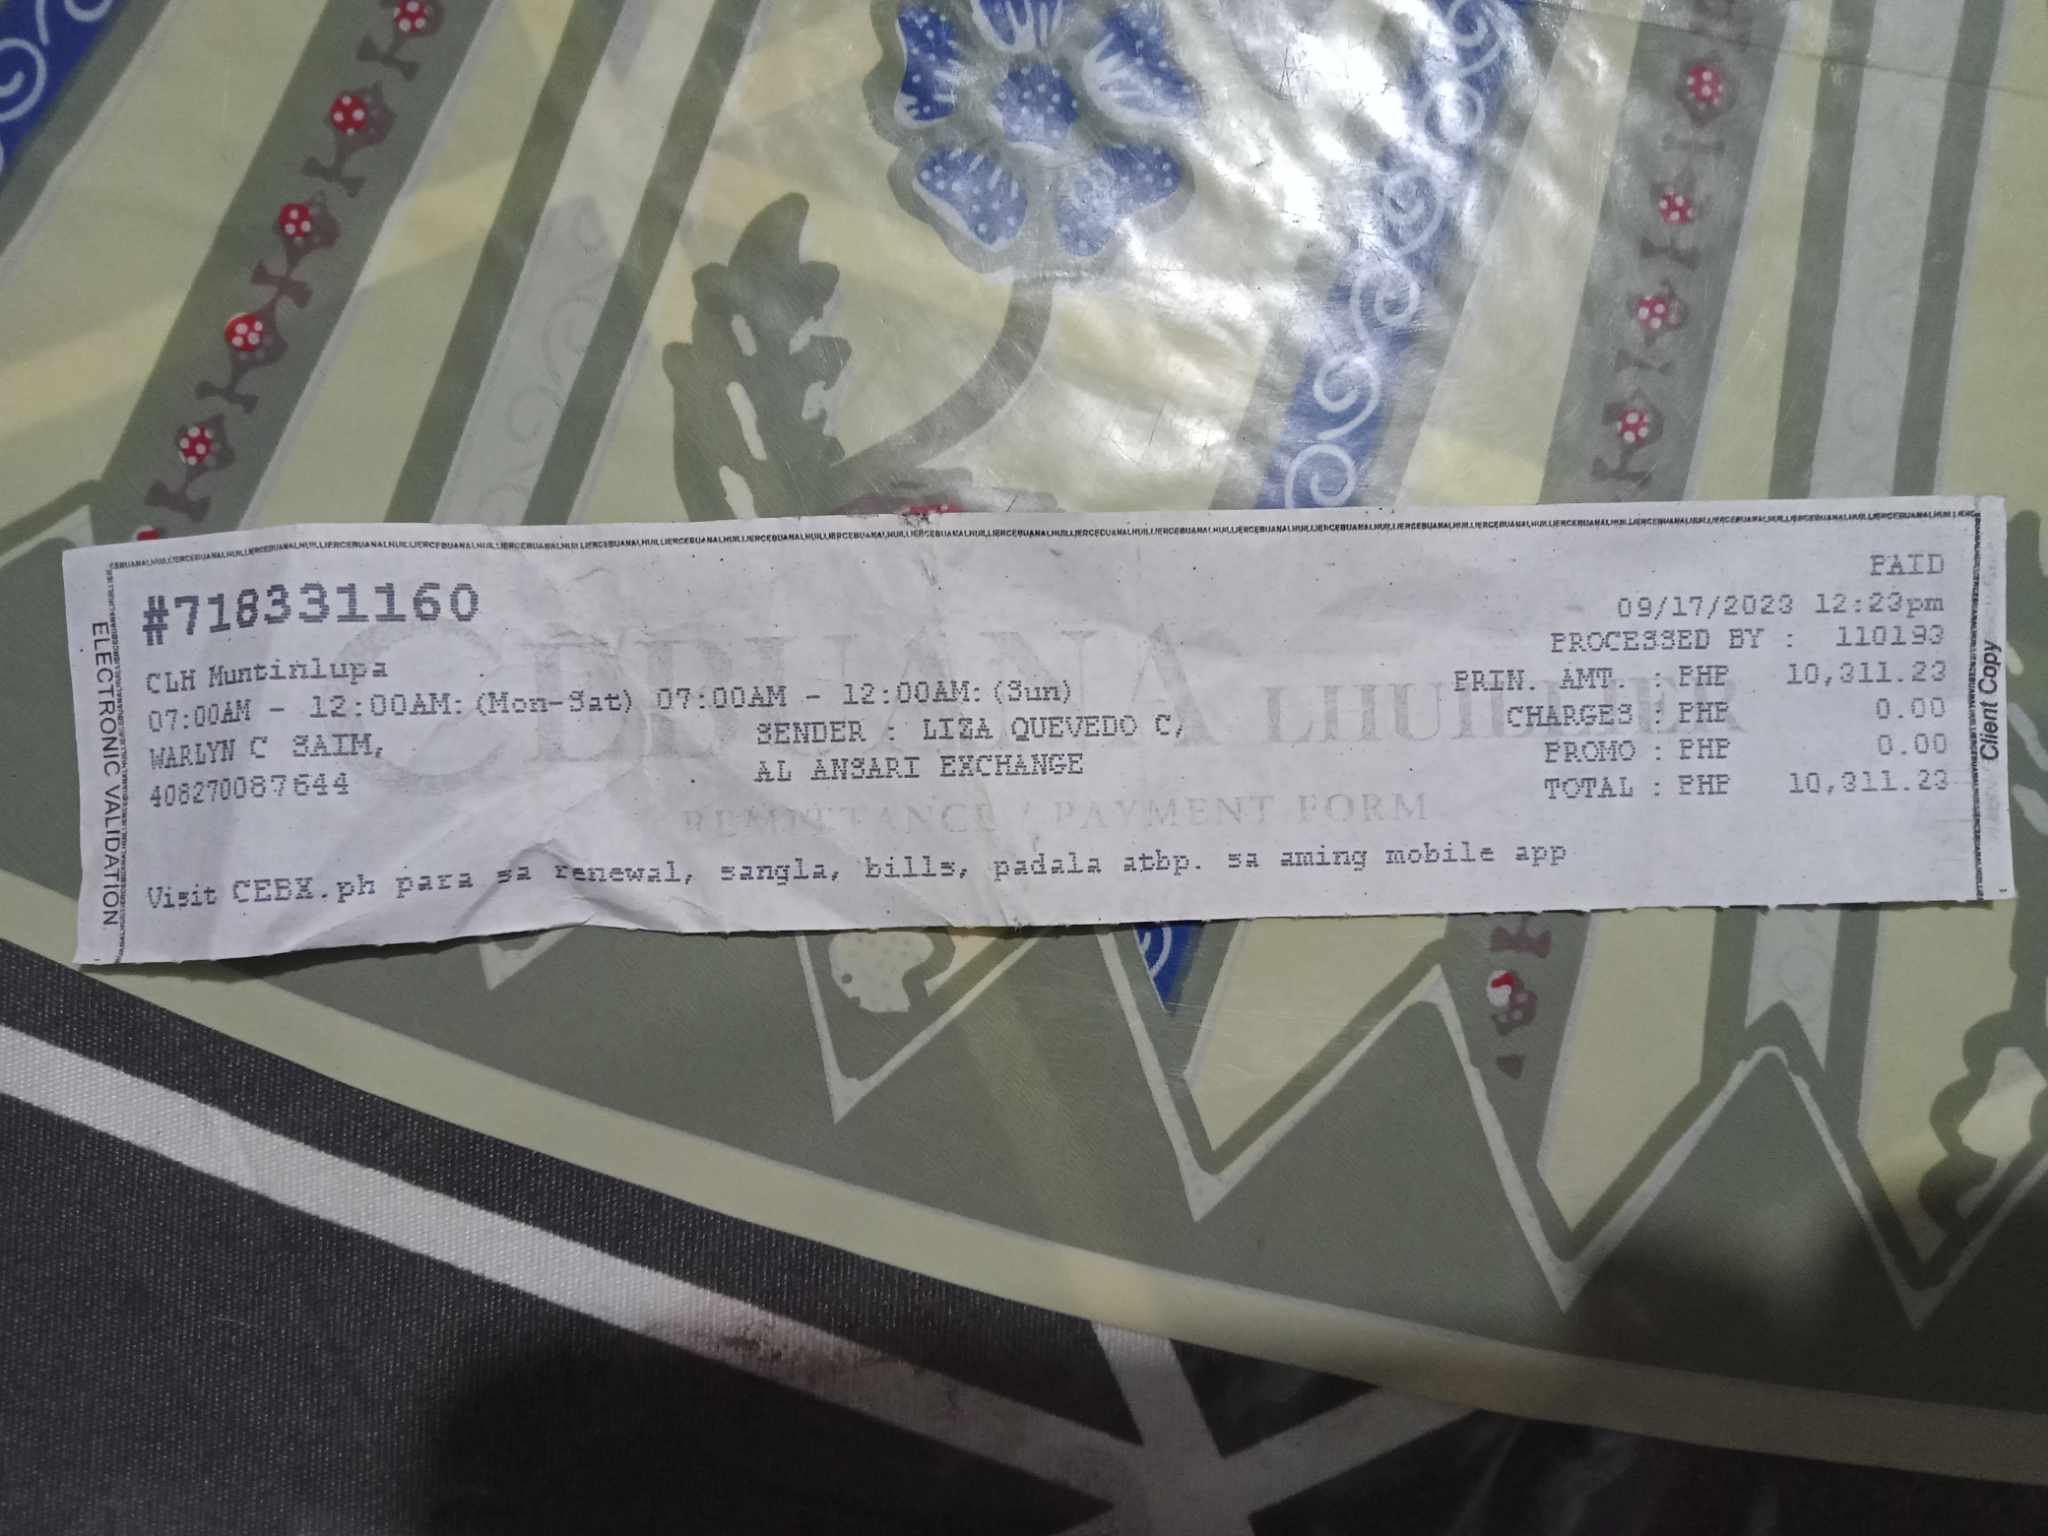 CEBUANALHUILLIERCEBUANALHUILLIERCEBUANALHUILLIERCEBUANALHUILLIERCEBUANALHUILLIERCEBUANALHUILLIER
ELECTRONIC VALIDATION
#718331160
CLH Muntinlupa
07:00AM - 12:00AM:(Mon-Sat) 07:00AM - 12:00AM:(Sun)
WARLYN C SAIM,
408270087644
SENDER : LIZA QUEVEDO C,
AL ANSARI EXCHANGE
PAID
09/17/2023 12:23pm
PROCESSED BY : 110193
PRIN. AMT. : PHP 10,311.23
CHARGES : PHP 0.00
PROMO : PHP 0.00
TOTAL : PHP 10,311.23
CEBUANA LHUILLIER
REMITTANCE / PAYMENT FORM
Visit CEBX.ph para sa renewal, sangla, bills, padala atbp. sa aming mobile app
Client Copy